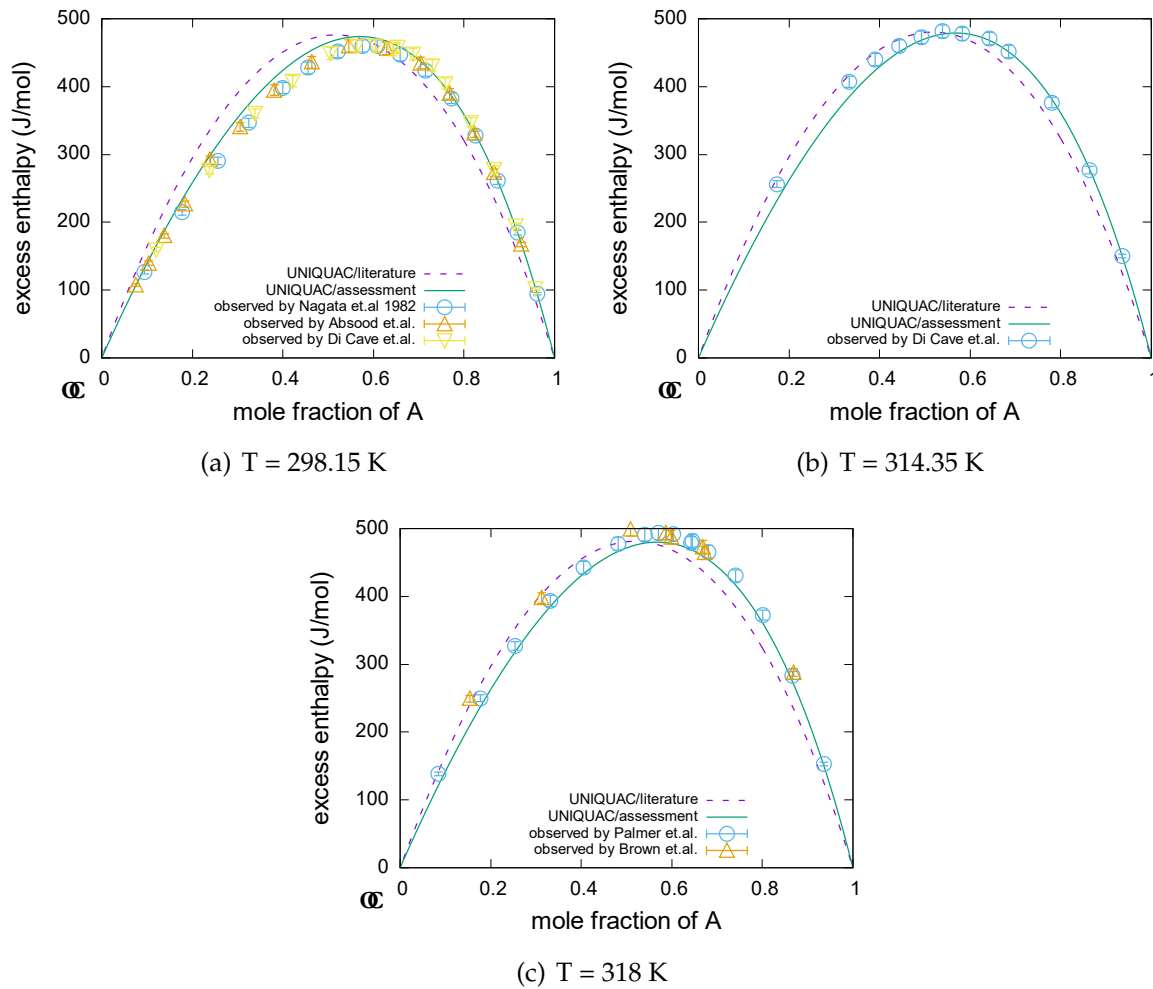 500
400
300
200
100
0
excess enthalpy (J/mol)
UNIQUAC/literature
UNIQUAC/assessment
observed by Nagata et.al 1982
observed by Absood et.al.
observed by Di Cave et.al.
0 0.2 0.4 0.6 0.8 1
mole fraction of A
(a) T = 298.15 K
500
400
300
200
100
0
excess enthalpy (J/mol)
UNIQUAC/literature
UNIQUAC/assessment
observed by Di Cave et.al.
0 0.2 0.4 0.6 0.8 1
mole fraction of A
(b) T = 314.35 K
500
400
300
200
100
0
excess enthalpy (J/mol)
UNIQUAC/literature
UNIQUAC/assessment
observed by Palmer et.al.
observed by Brown et.al.
0 0.2 0.4 0.6 0.8 1
mole fraction of A
(c) T = 318 K